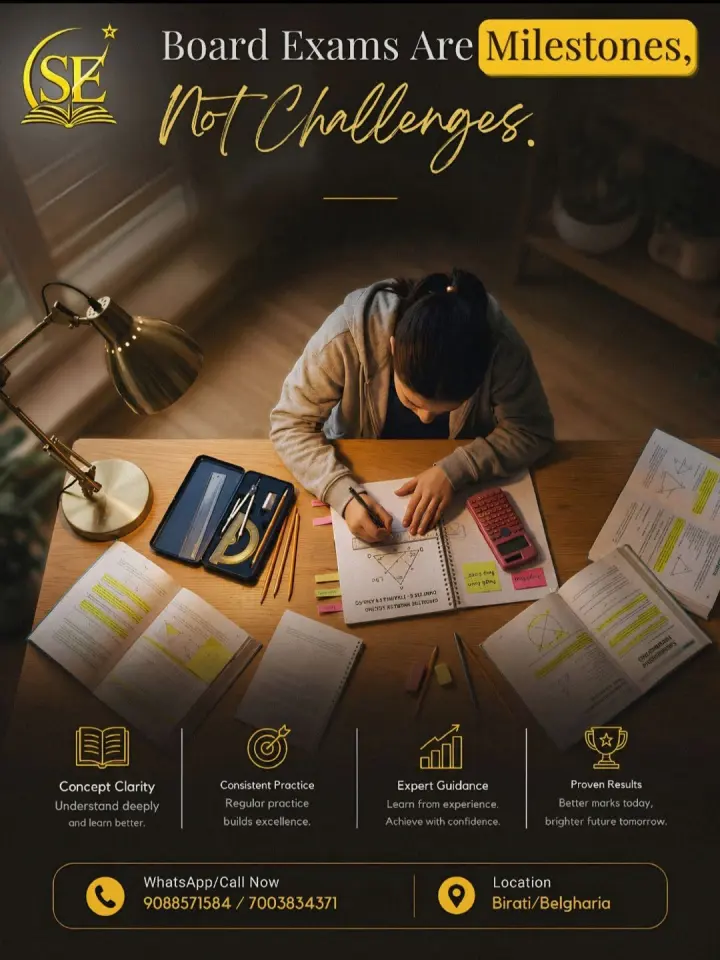 SE
Board Exams Are Milestones,
Not Challenges.
Concept Clarity
Understand deeply
and learn better.
Consistent Practice
Regular practice
builds excellence.
Expert Guidance
Learn from experience.
Achieve with confidence.
Proven Results
Better marks today,
brighter future tomorrow.
WhatsApp/Call Now
9088571584 / 7003834371
Location
Birati/Belgharia